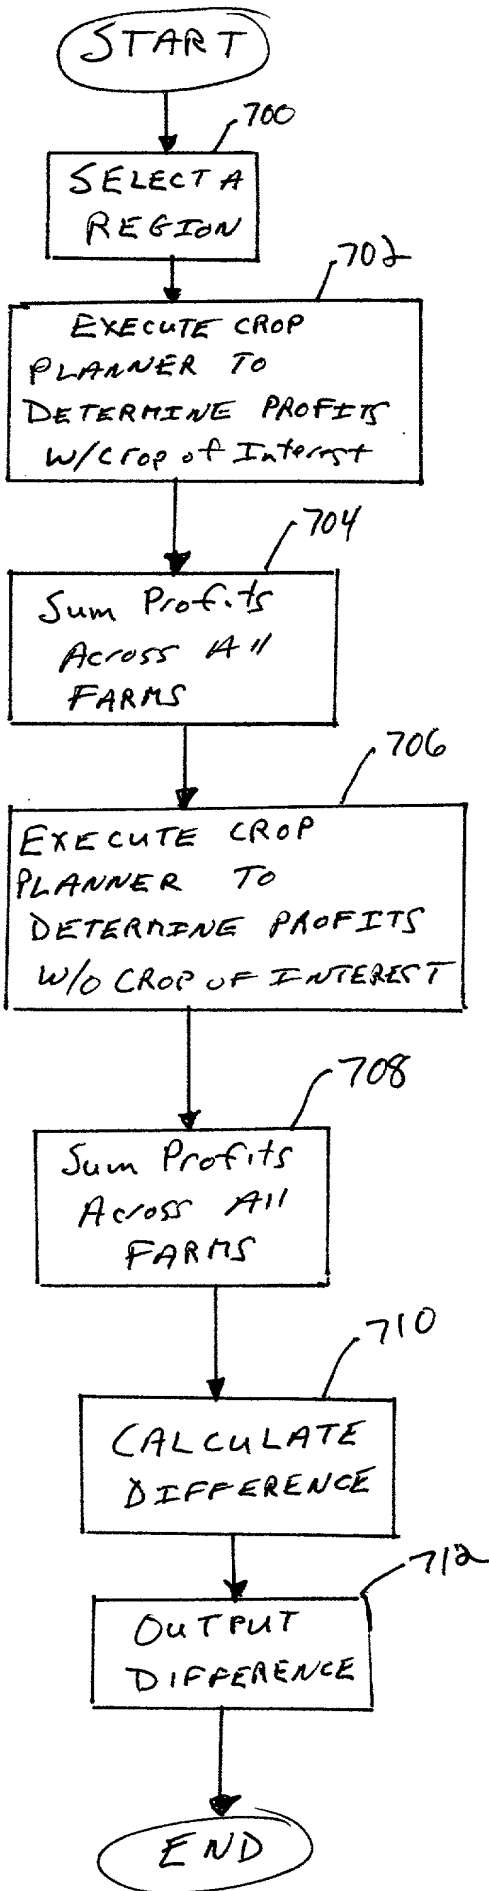 START
700
SELECT A
REGION
702
EXECUTE CROP
PLANNER TO
DETERMINE PROFITS
W/Crop of Interest
704
Sum Profits
Across All
FARMS
706
EXECUTE CROP
PLANNER TO
DETERMINE PROFITS
W/O CROP OF INTEREST
708
Sum Profits
Across All
FARMS
710
CALCULATE
DIFFERENCE
712
OUTPUT
DIFFERENCE
END